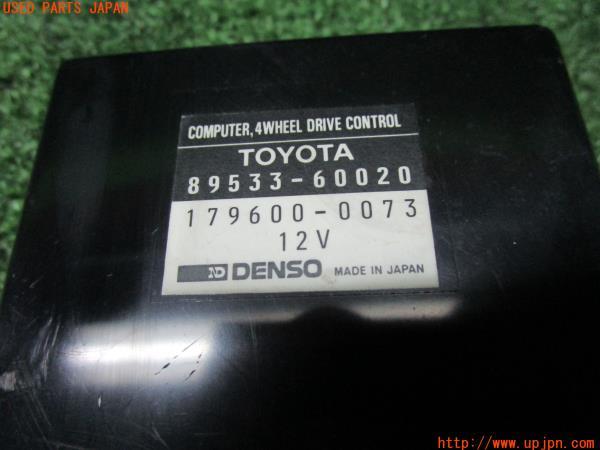 USED PARTS JAPAN
COMPUTER, 4WHEEL DRIVE CONTROL
TOYOTA
89533-60020
179600-0073
12V
ND DENSO MADE IN JAPAN
http://www.upjpn.com/